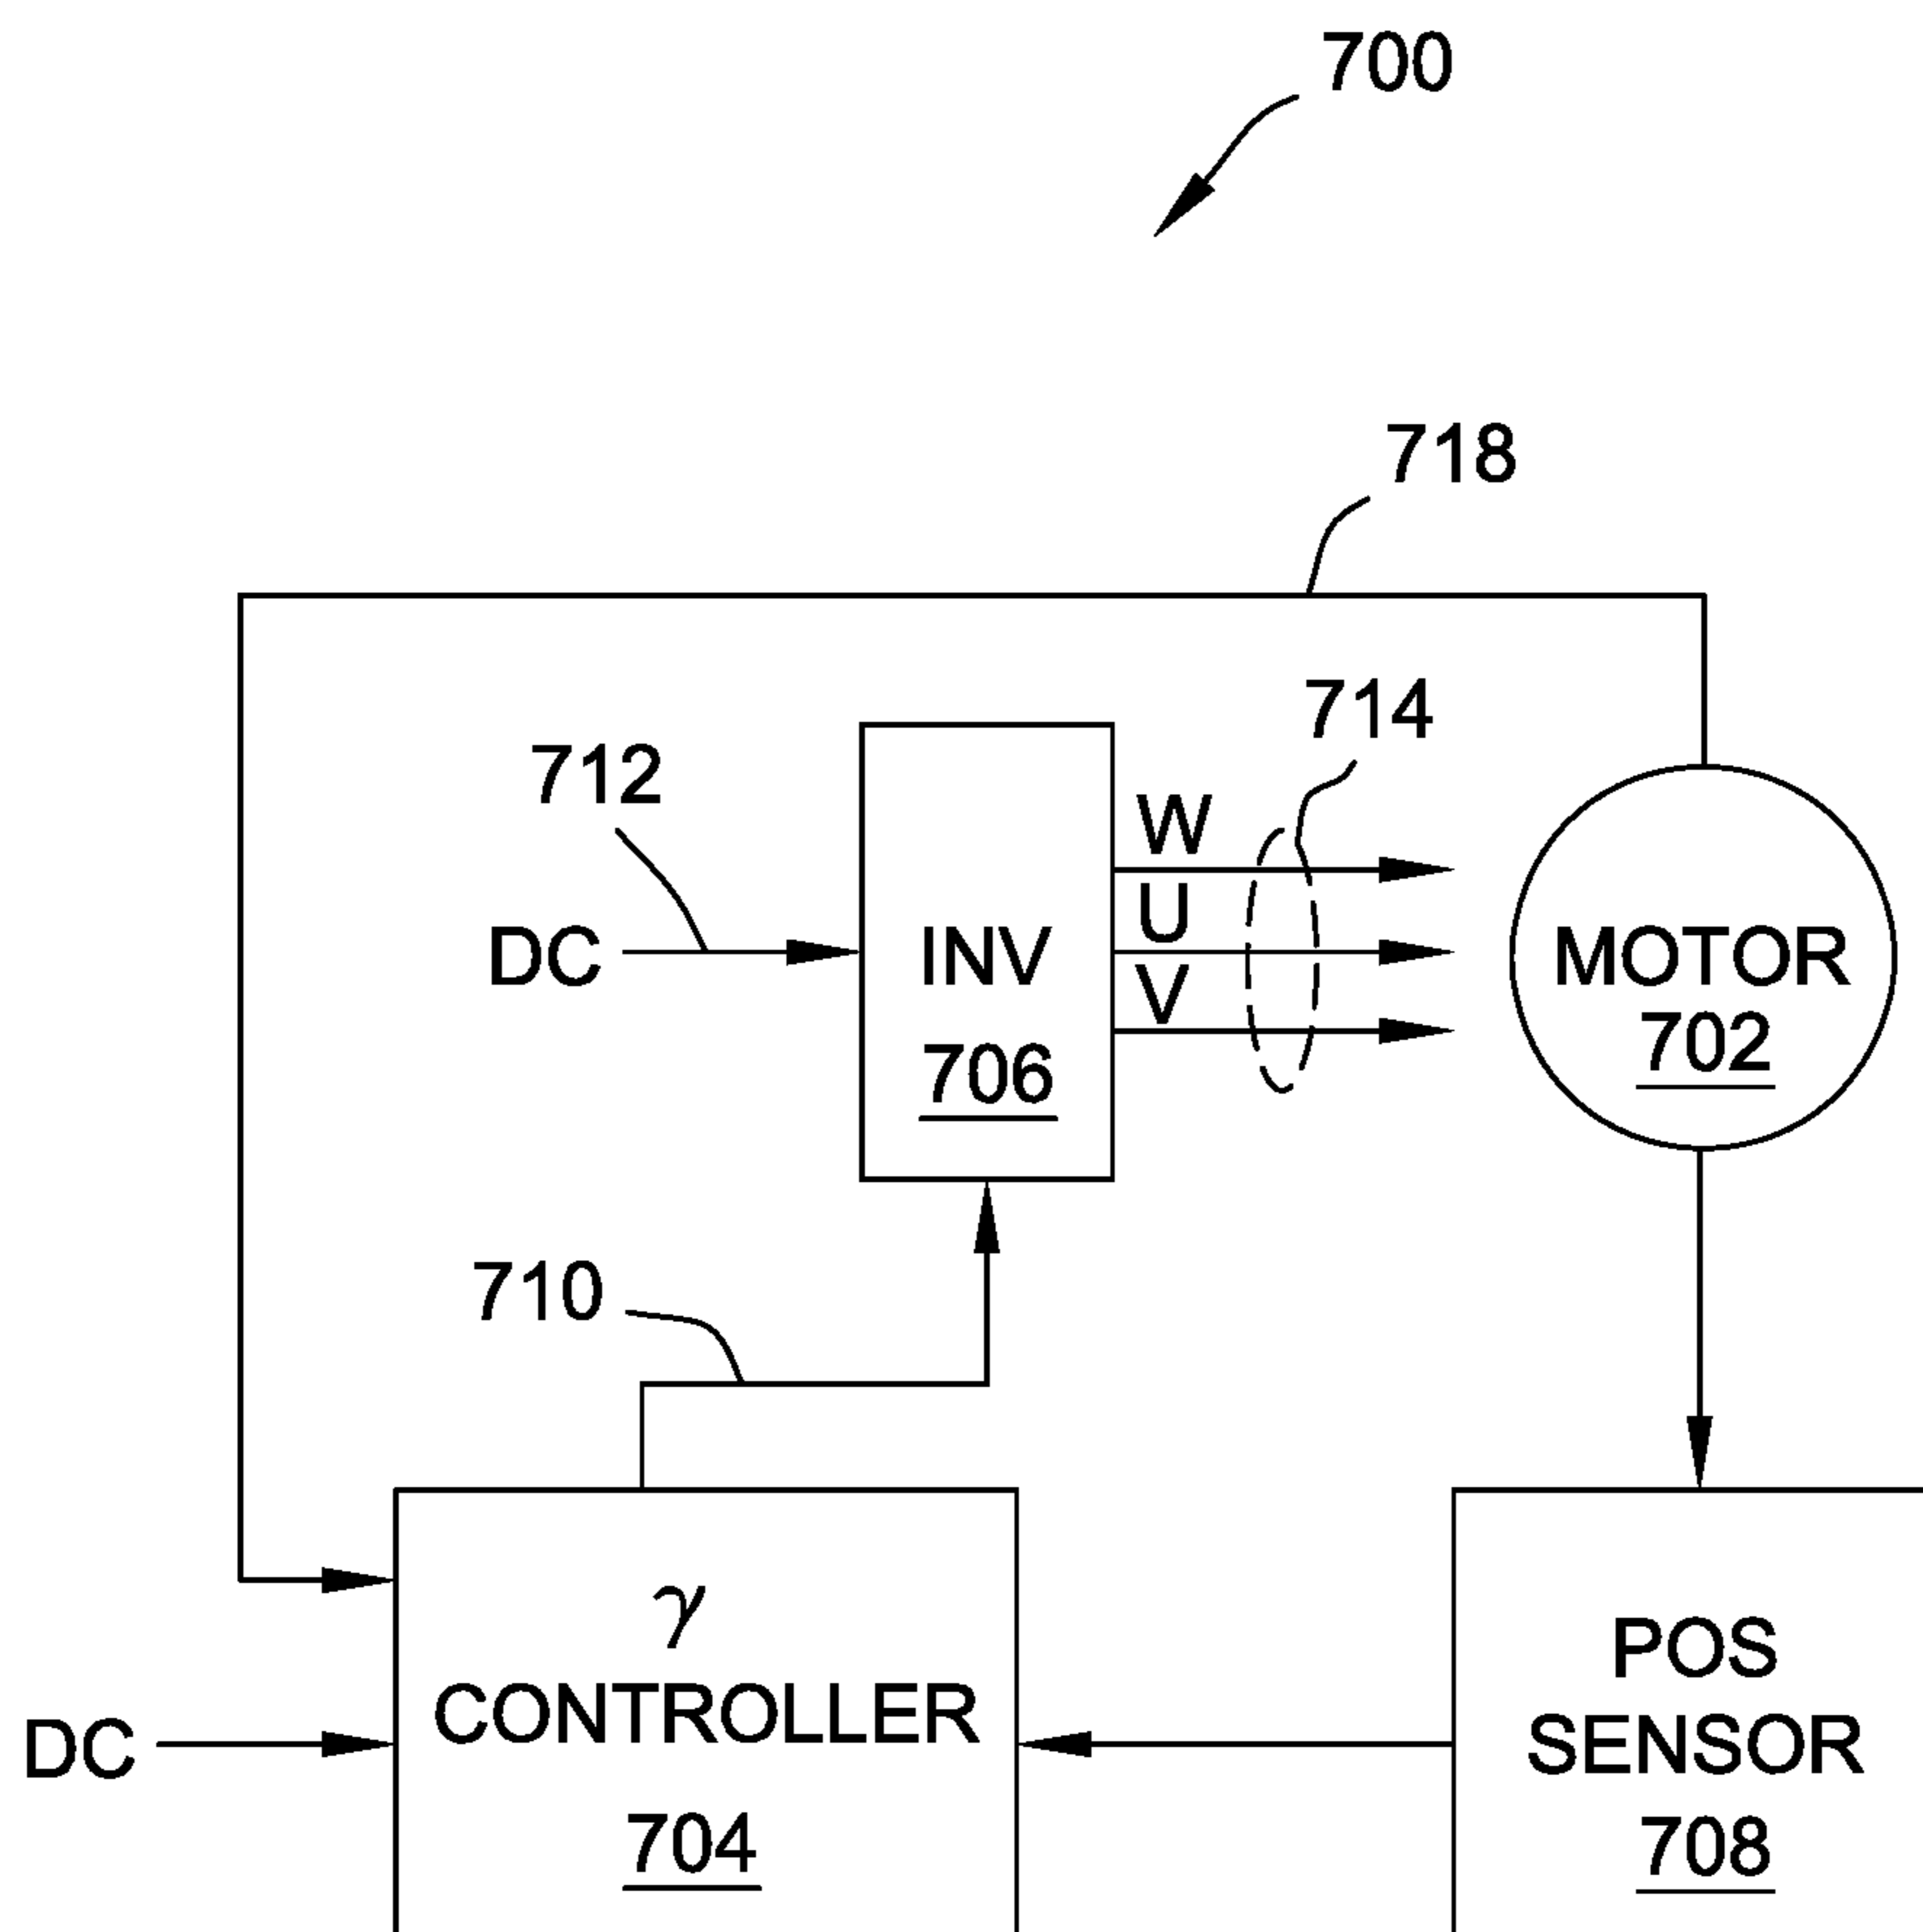 700
718
714
712
W
U
V
DC
INV
706
MOTOR
702
710
γ
CONTROLLER
704
DC
POS
SENSOR
708